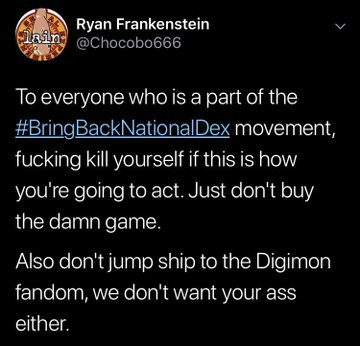 lain
Ryan Frankenstein
@Chocobo666
To everyone who is a part of the
#BringBackNationalDex movement,
fucking kill yourself if this is how
you're going to act. Just don't buy
the damn game.
Also don't jump ship to the Digimon
fandom, we don't want your ass
either.